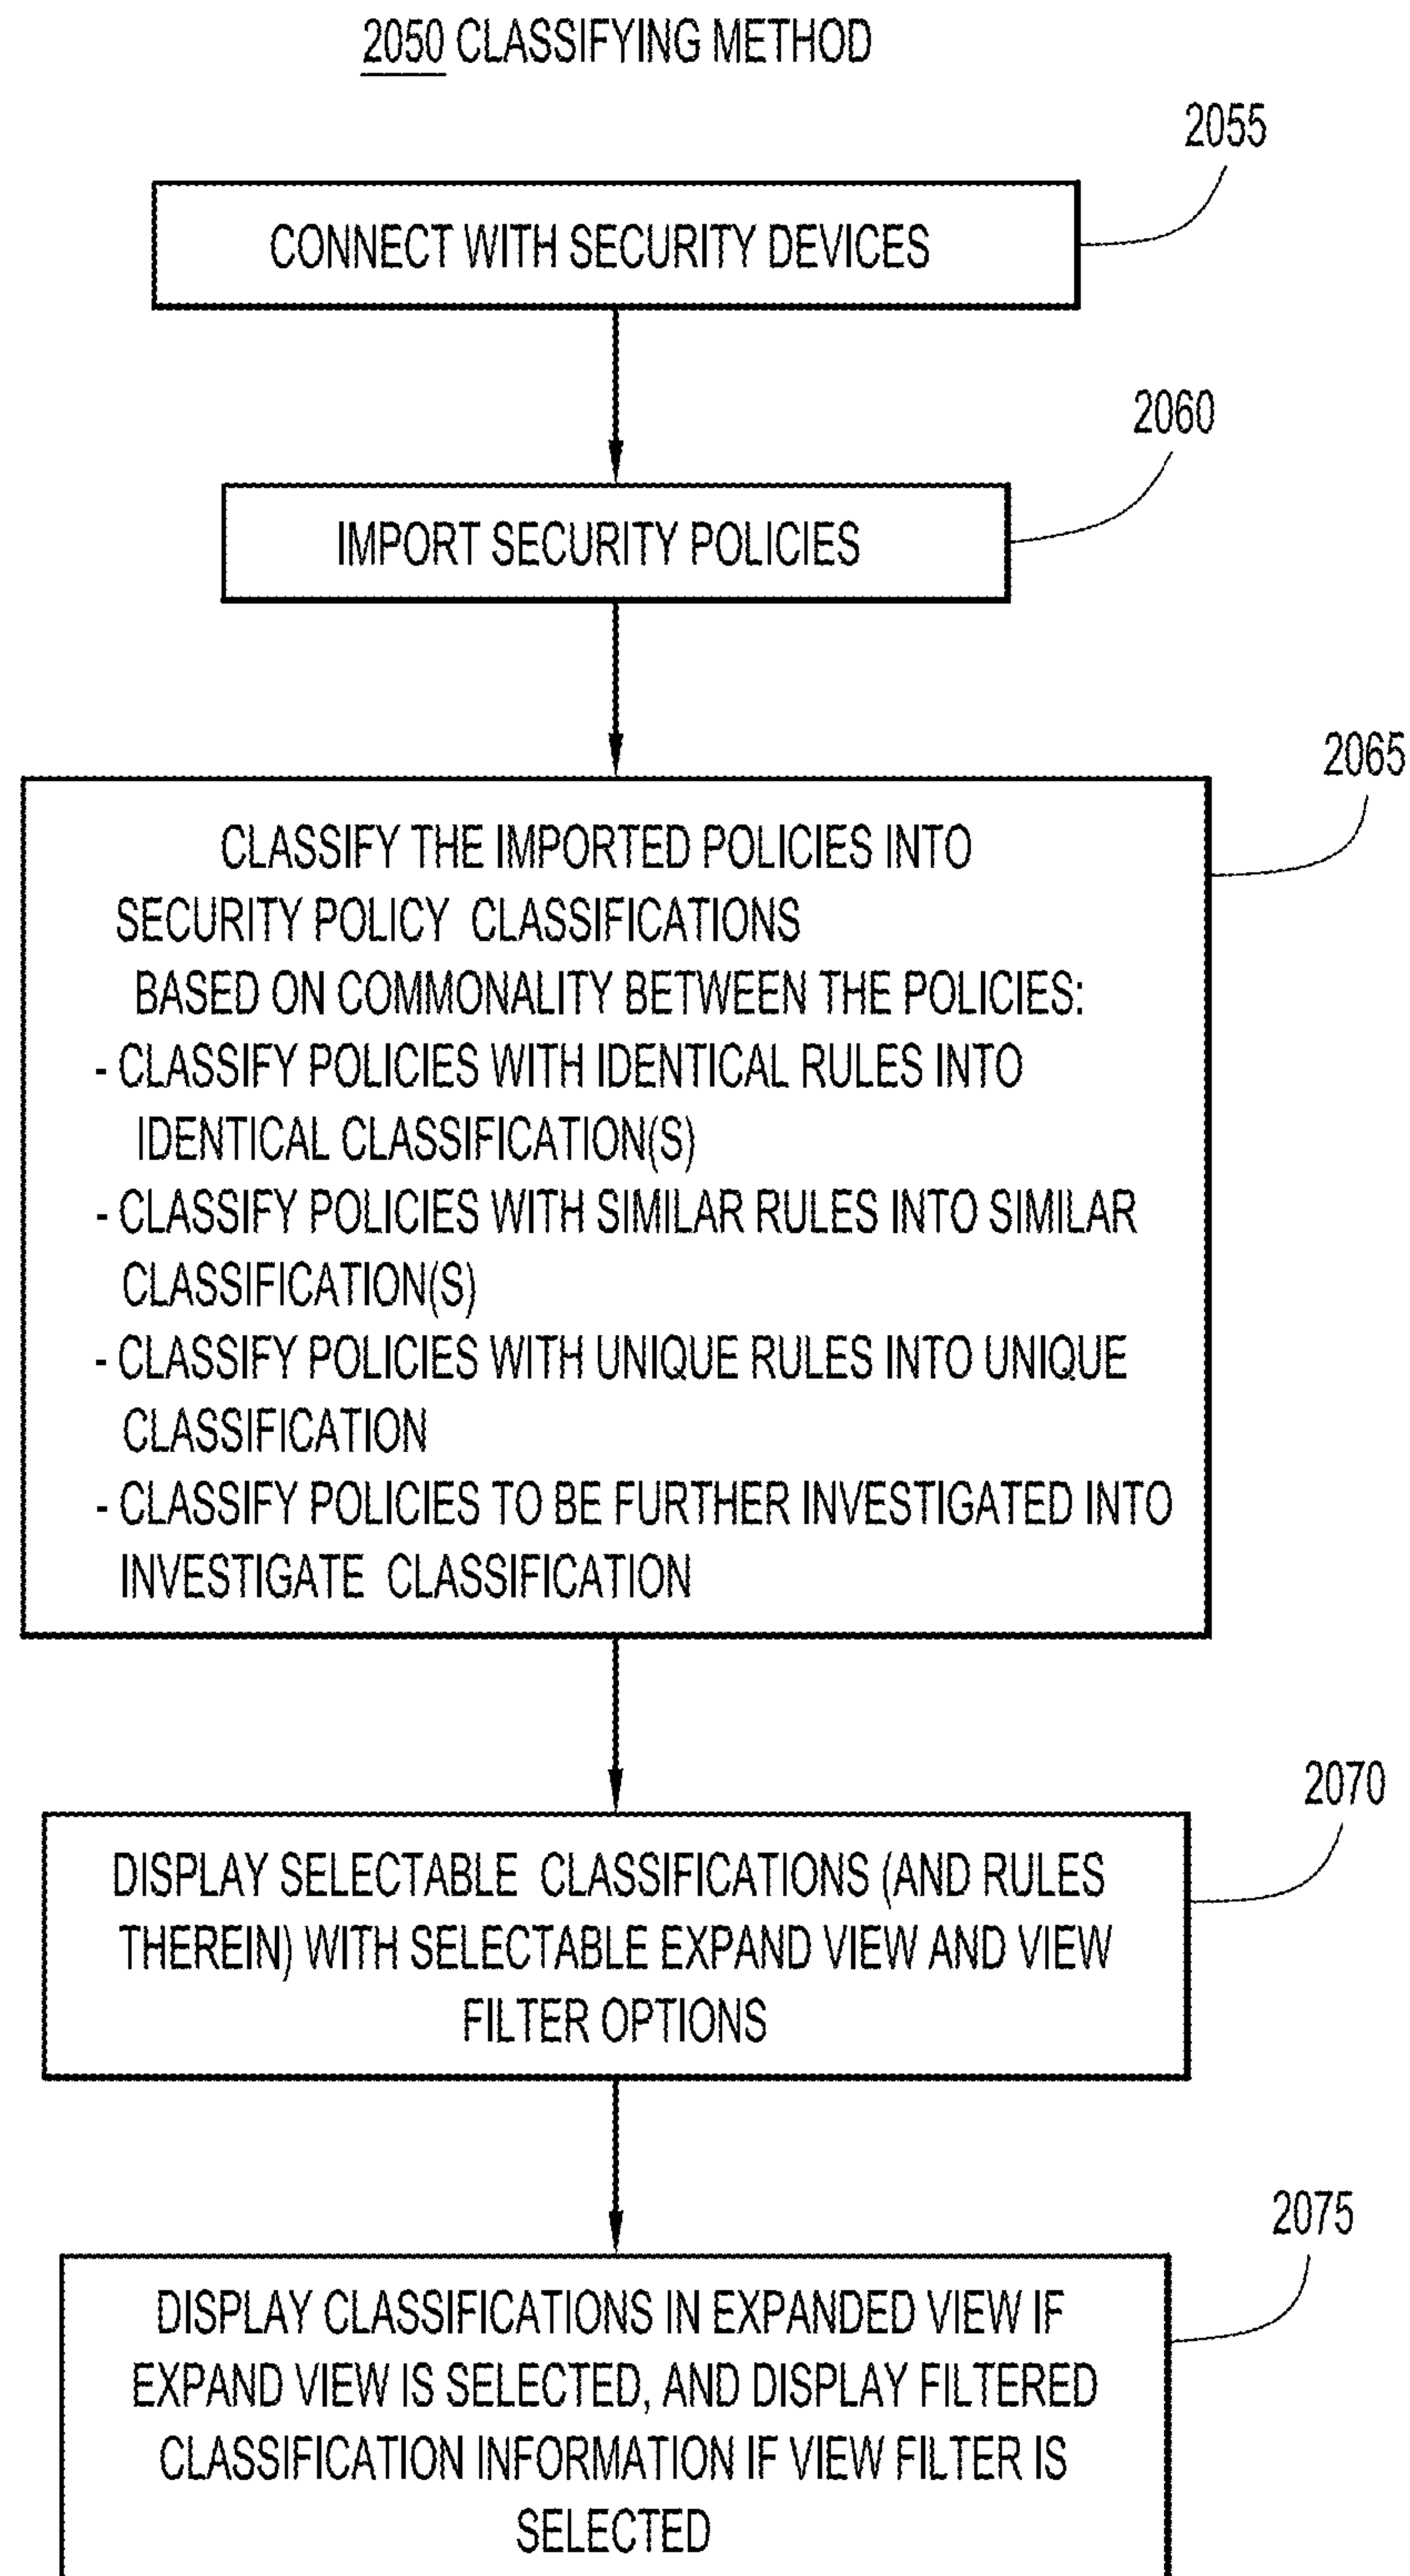 2050 CLASSIFYING METHOD
2055
CONNECT WITH SECURITY DEVICES
2060
IMPORT SECURITY POLICIES
2065
CLASSIFY THE IMPORTED POLICIES INTO
SECURITY POLICY CLASSIFICATIONS
BASED ON COMMONALITY BETWEEN THE POLICIES:
- CLASSIFY POLICIES WITH IDENTICAL RULES INTO
IDENTICAL CLASSIFICATION(S)
- CLASSIFY POLICIES WITH SIMILAR RULES INTO SIMILAR
CLASSIFICATION(S)
- CLASSIFY POLICIES WITH UNIQUE RULES INTO UNIQUE
CLASSIFICATION
- CLASSIFY POLICIES TO BE FURTHER INVESTIGATED INTO
INVESTIGATE CLASSIFICATION
2070
DISPLAY SELECTABLE CLASSIFICATIONS (AND RULES
THEREIN) WITH SELECTABLE EXPAND VIEW AND VIEW
FILTER OPTIONS
2075
DISPLAY CLASSIFICATIONS IN EXPANDED VIEW IF
EXPAND VIEW IS SELECTED, AND DISPLAY FILTERED
CLASSIFICATION INFORMATION IF VIEW FILTER IS
SELECTED